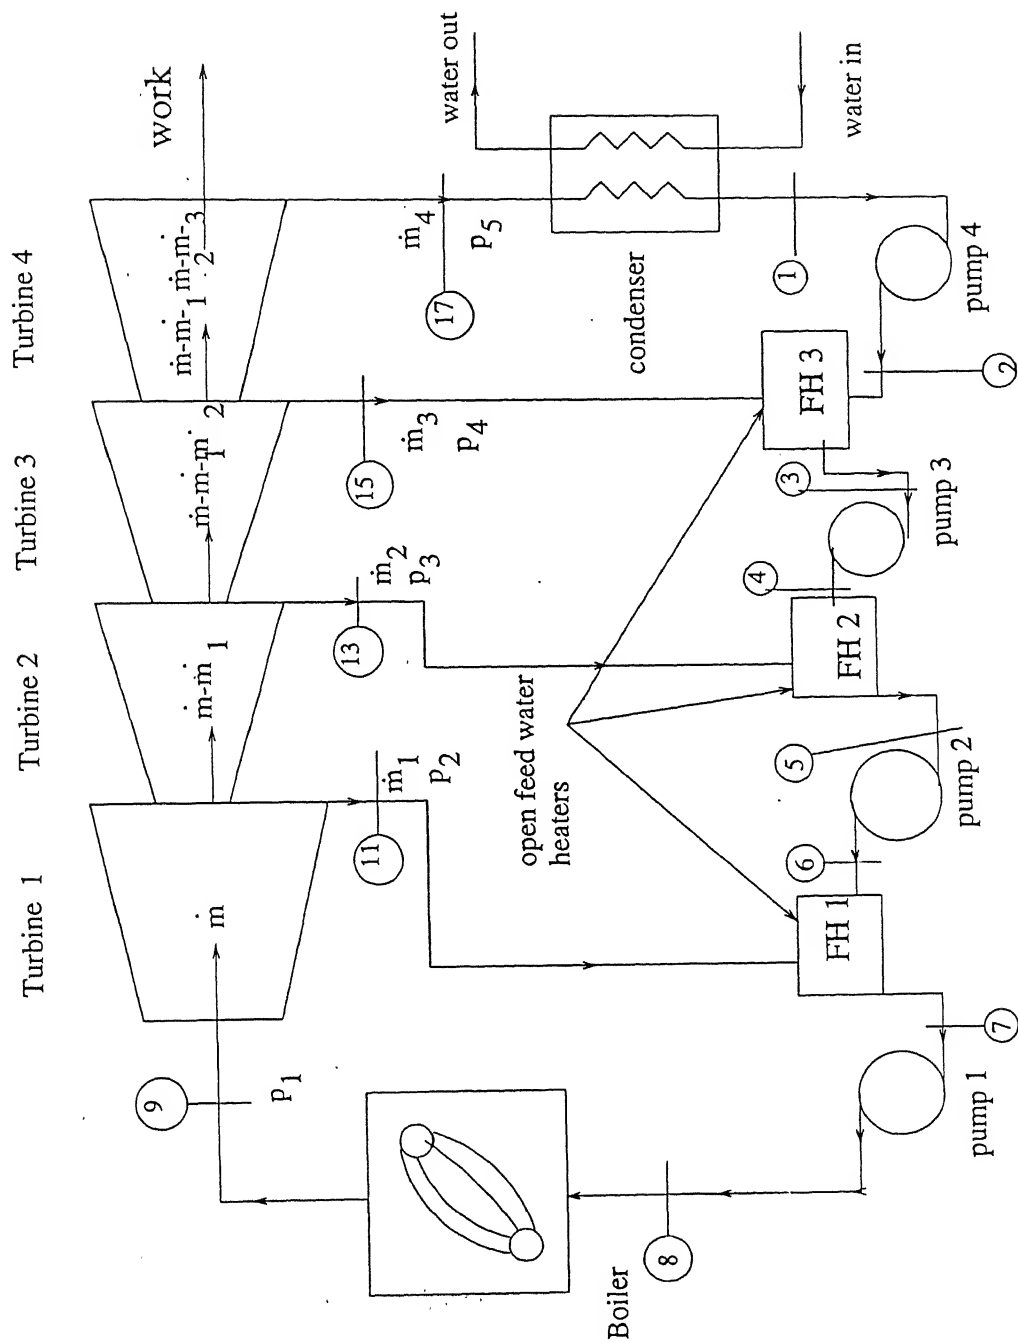 Turbine 1
Turbine 2
Turbine 3
Turbine 4
ṁ
ṁ-ṁ1
ṁ-ṁ1-ṁ2
ṁ-ṁ1-ṁ2-ṁ3
work
9
p1
11
ṁ1
p2
13
ṁ2
p3
15
ṁ3
p4
17
ṁ4
p5
water out
water in
condenser
open feed water
heaters
Boiler
8
pump 1
7
FH 1
6
pump 2
5
FH 2
4
pump 3
3
FH 3
2
pump 4
1